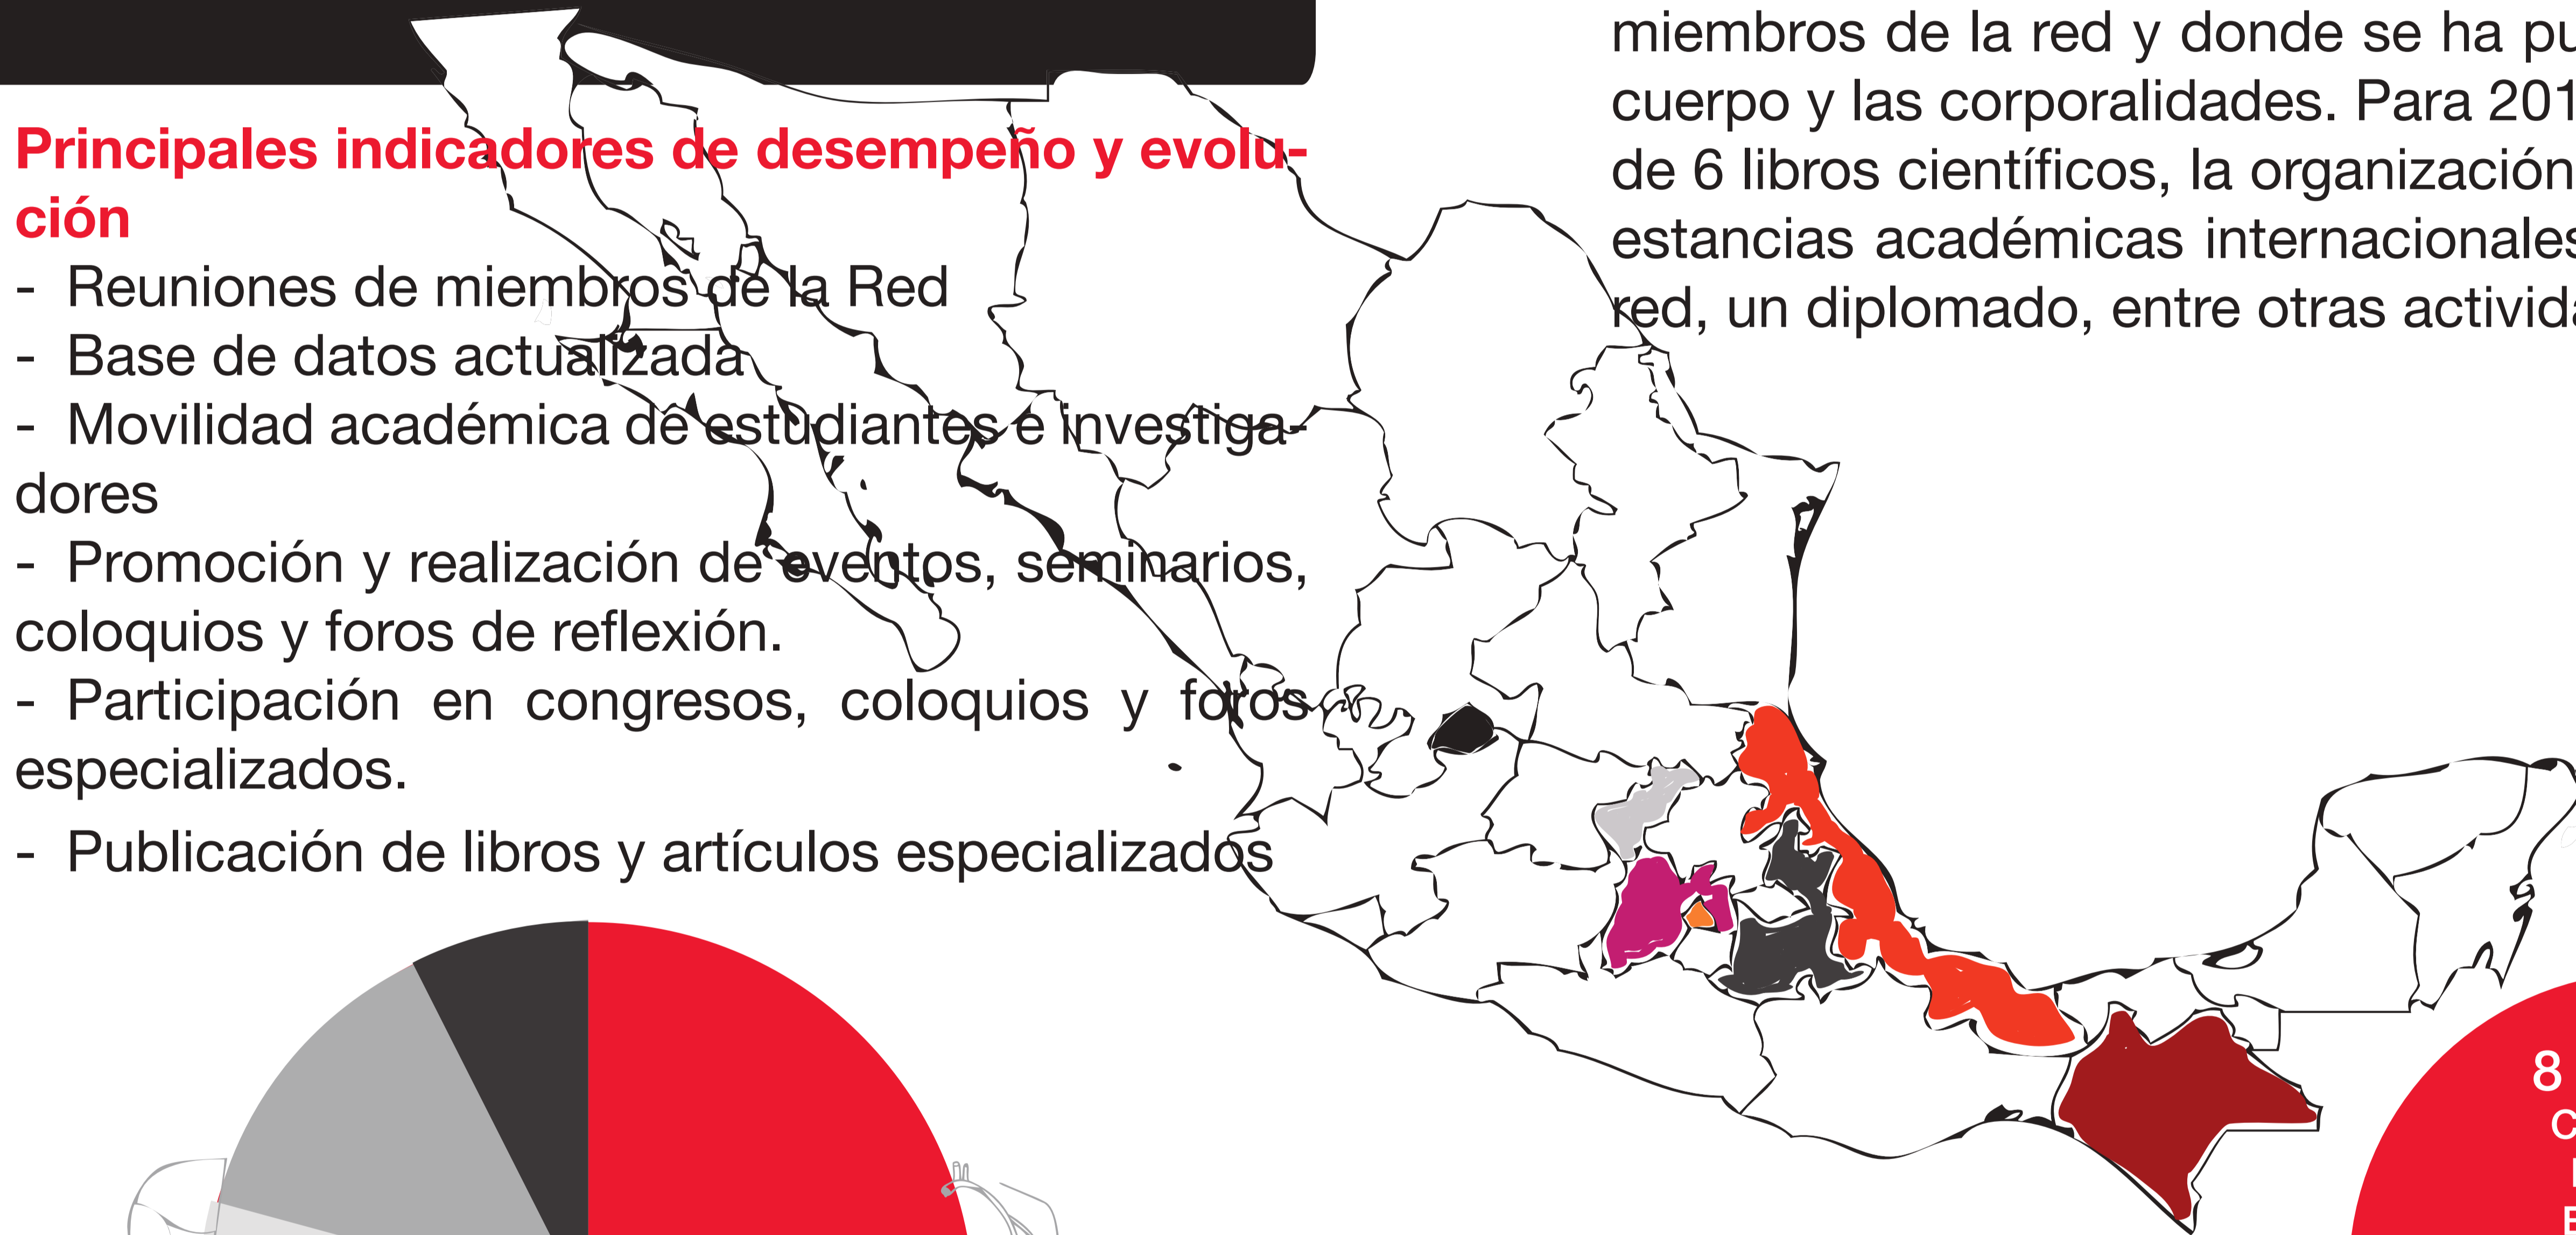 Principales indicadores de desempeño y evolu-
ción
- Reuniones de miembros de la Red
- Base de datos actualizada
- Movilidad académica de estudiantes e investiga-
dores
- Promoción y realización de eventos, seminarios,
coloquios y foros de reflexión.
- Participación en congresos, coloquios y foros
especializados.
- Publicación de libros y artículos especializados
miembros de la red y donde se ha
cuerpo y las corporalidades. Para
de 6 libros científicos, la organización
estancias académicas internacionales
red, un diplomado, entre otras
8